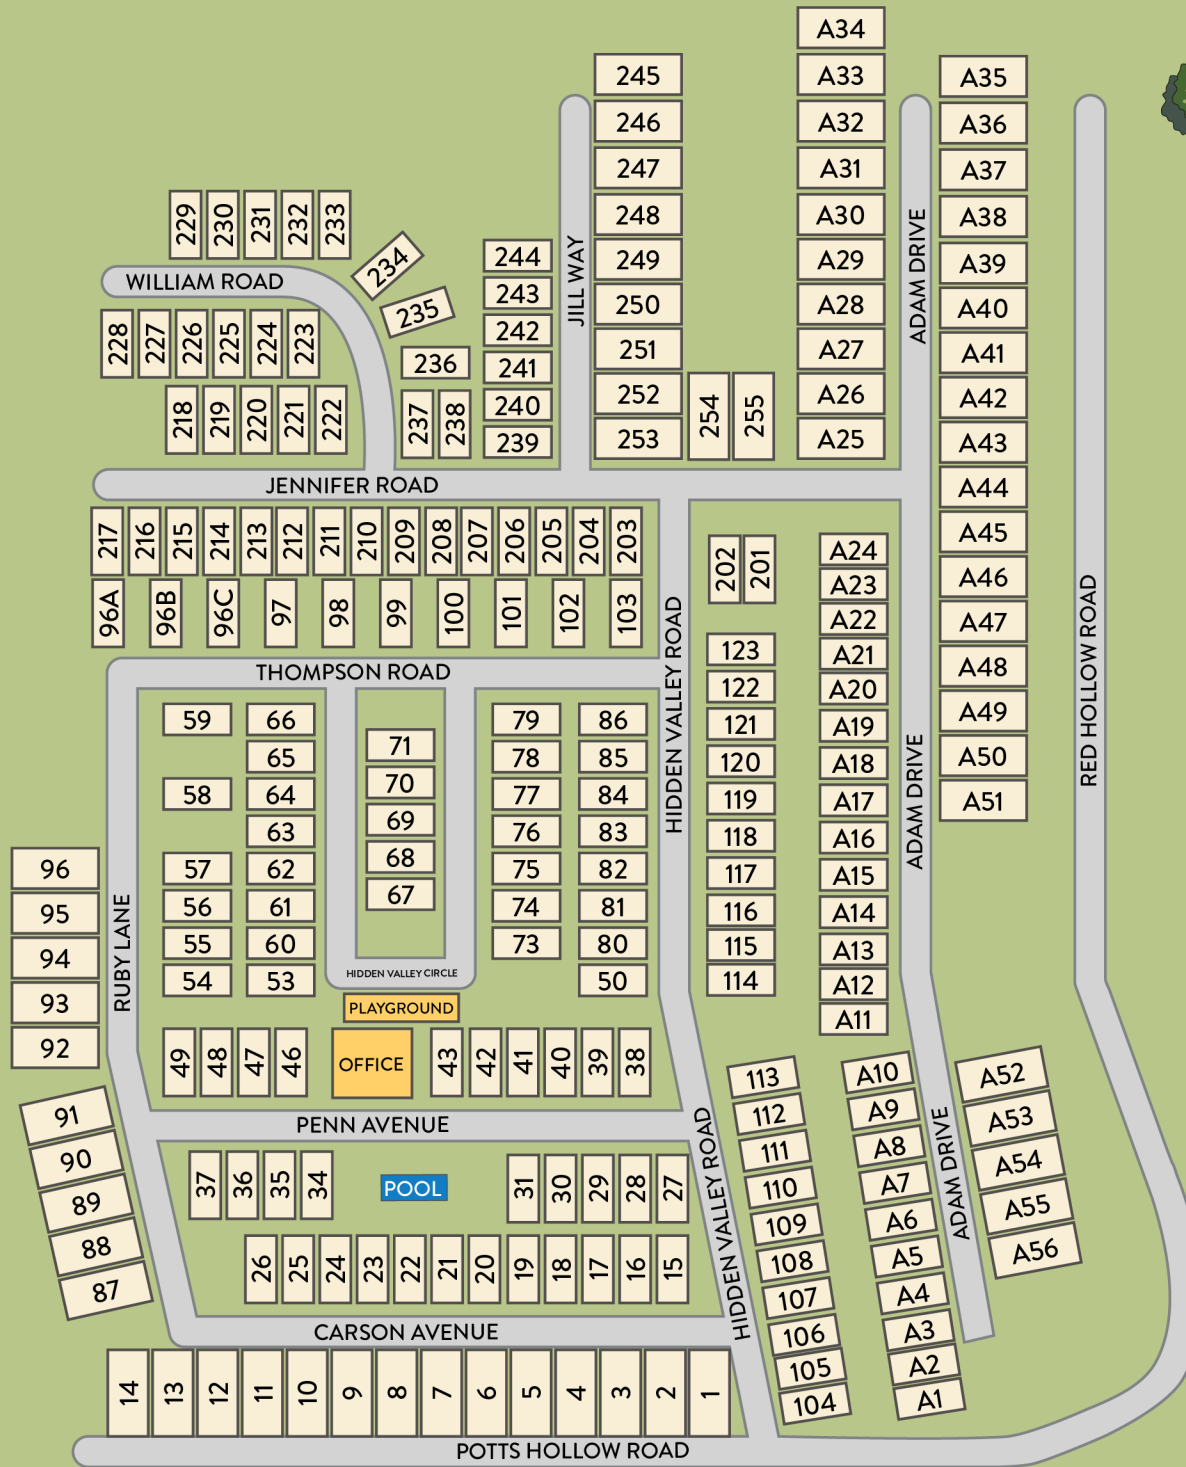 A34
245
A33
A35
246
A32
A36
247
A31
A37
229
230
231
232
233
248
A30
A38
234
244
249
A29
A39
WILLIAM ROAD
JILL WAY
ADAM DRIVE
243
235
250
A28
A40
228
227
226
225
224
223
242
251
A27
A41
236
241
252
A26
A42
218
219
220
221
222
237
238
240
239
253
254
255
A25
A43
JENNIFER ROAD
A44
217
216
215
214
213
212
211
210
209
208
207
206
205
204
203
A45
202
201
A24
A46
A23
96A
96B
96C
97
98
99
100
101
102
103
A22
A47
123
A21
A48
THOMPSON ROAD
HIDDEN VALLEY ROAD
RED HOLLOW ROAD
122
A20
59
66
79
86
121
A19
A49
71
65
78
85
120
A18
A50
70
58
64
77
84
119
A17
A51
69
63
76
83
118
A16
ADAM DRIVE
68
96
57
62
75
82
117
A15
67
95
56
61
74
81
116
A14
94
55
60
73
80
115
A13
RUBY LANE
HIDDEN VALLEY CIRCLE
54
53
50
114
A12
93
PLAYGROUND
A11
92
49
48
47
46
OFFICE
43
42
41
40
39
38
113
A10
A52
91
112
A9
A53
PENN AVENUE
111
A8
A54
90
37
36
35
34
POOL
31
30
29
28
27
110
A7
A55
89
109
A6
ADAM DRIVE
88
108
A5
A56
HIDDEN VALLEY ROAD
26
25
24
23
22
21
20
19
18
17
16
15
87
107
A4
CARSON AVENUE
106
A3
105
A2
14
13
12
11
10
9
8
7
6
5
4
3
2
1
104
A1
POTTS HOLLOW ROAD